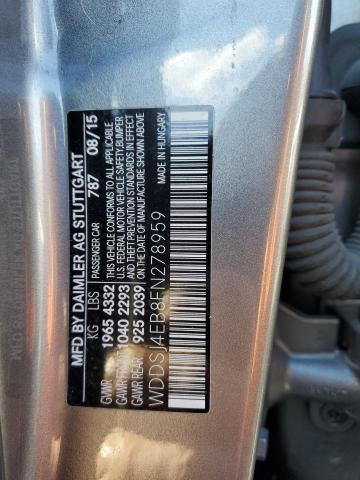 MFD BY DAIMLER AG STUTTGART
KG LBS PASSENGER CAR 787 08/15
GWR 1965 4332 THIS CAR CONFORMS TO ALL APPLICABLE
GAWR FRONT 1040 2293 U.S. FEDERAL MOTOR VEHICLE SAFETY, BUMPER
GAWR REAR 925 2039 AND THEFT PREVENTION STANDARDS IN EFFECT ON THE DATE OF MANUFACTURE SHOWN ABOVE
WDDSJ4EB8FN278959
MADE IN HUNGARY